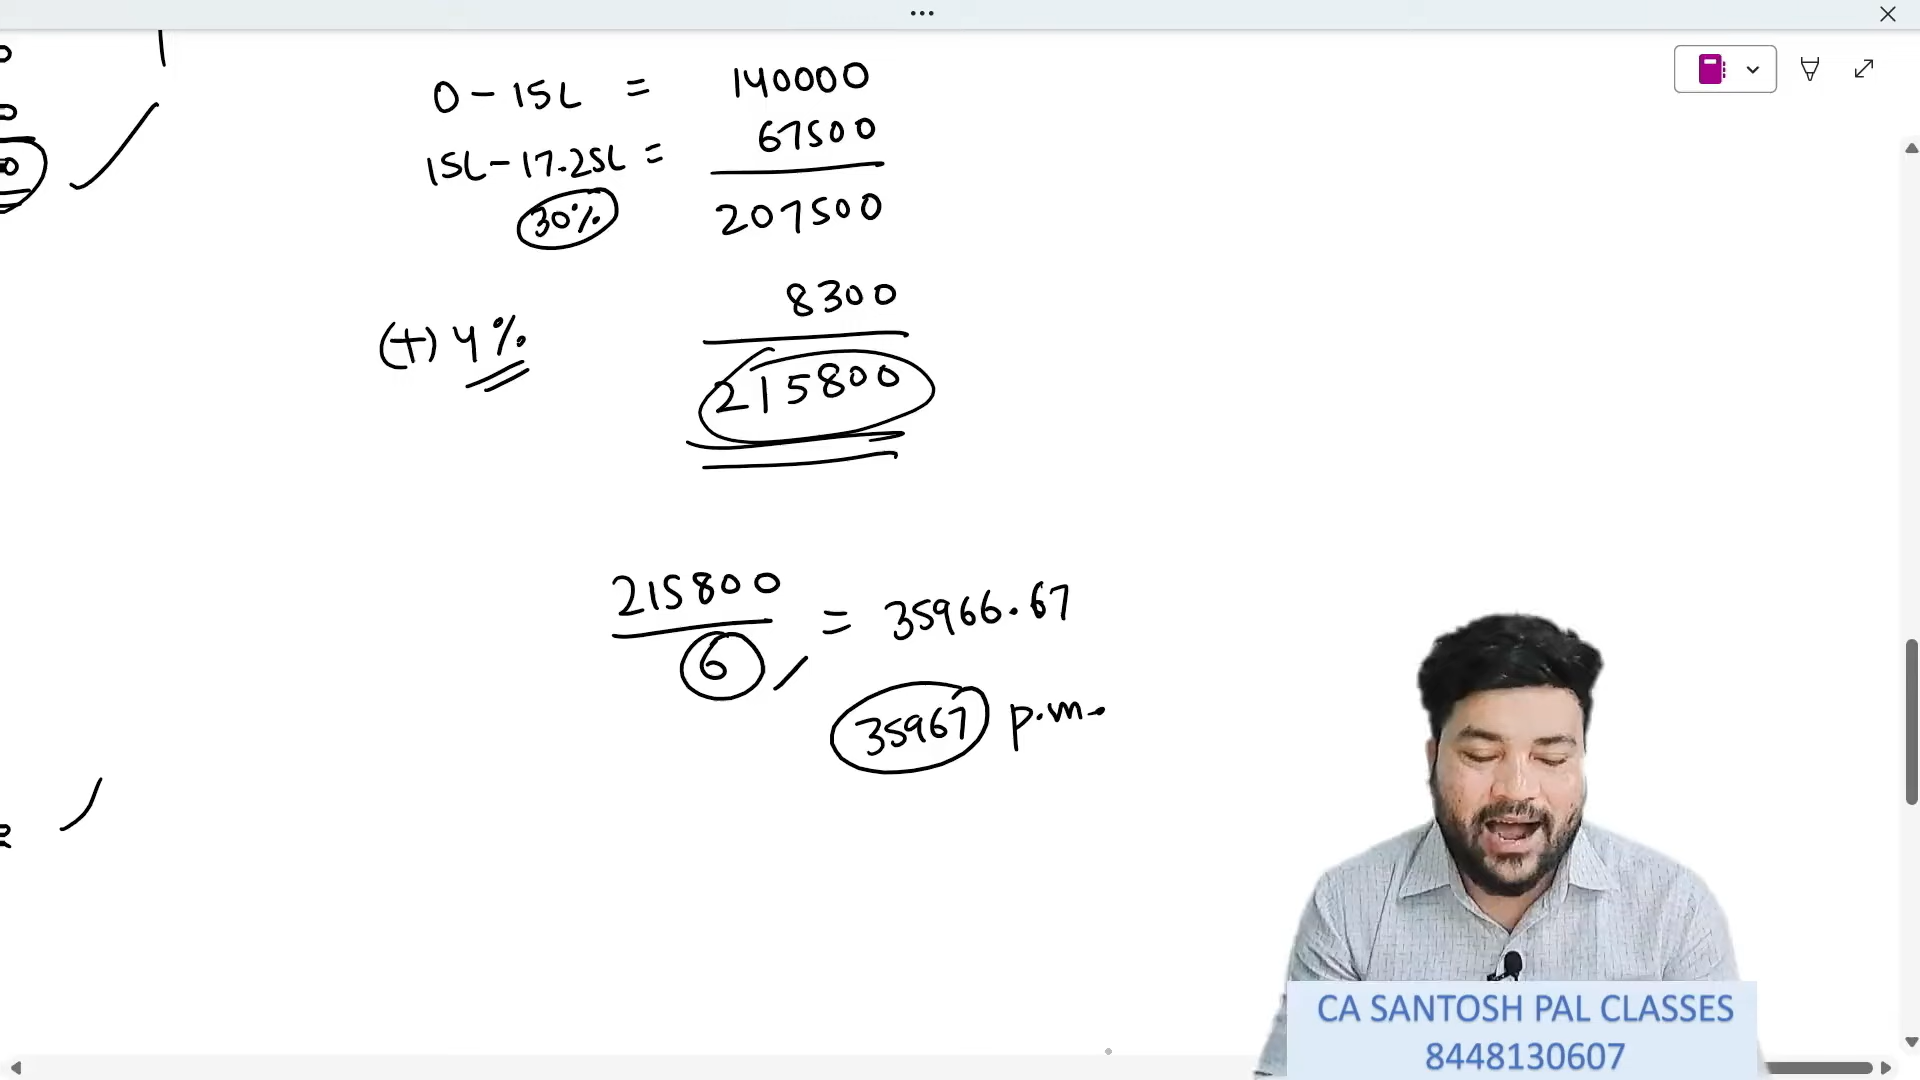 0 - 15L = 140000
15L - 17.25L = 67500
30%
207500
8300
(+) 4%
215800
215800
6
= 35966.67
35967 p.m.
CA SANTOSH PAL CLASSES
8448130607